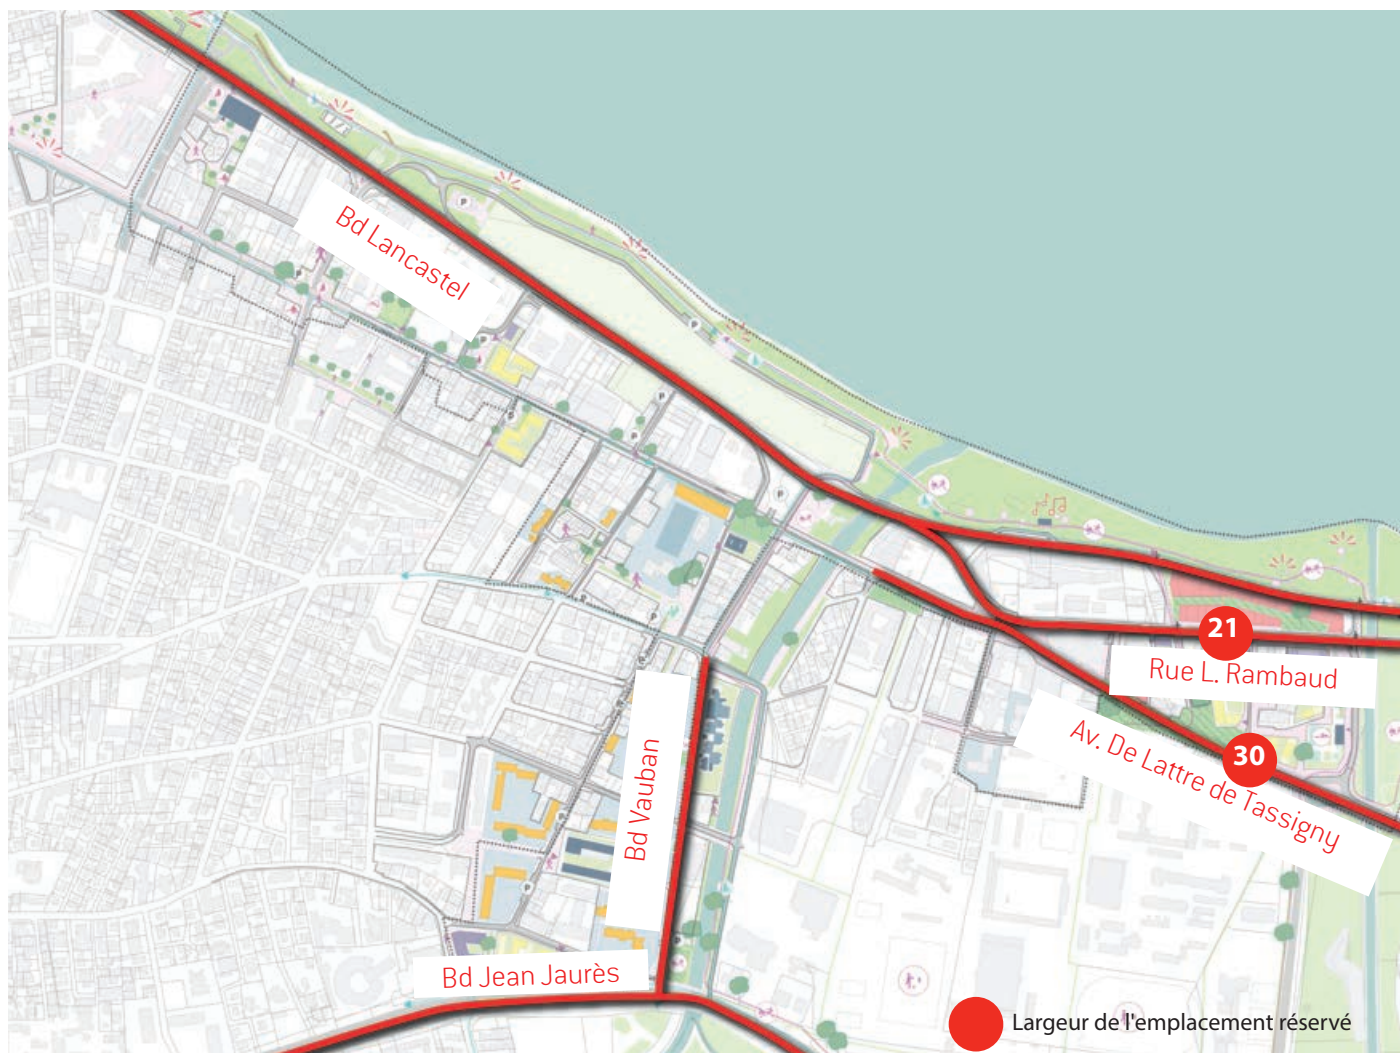 Bd Lancastel
21
Rue L. Rambaud
30
Av. De Lattre de Tassigny
Bd Vauban
Bd Jean Jaurès
Largeur de l'emplacement réservé
P
P
P
P
P
P
P
P
P